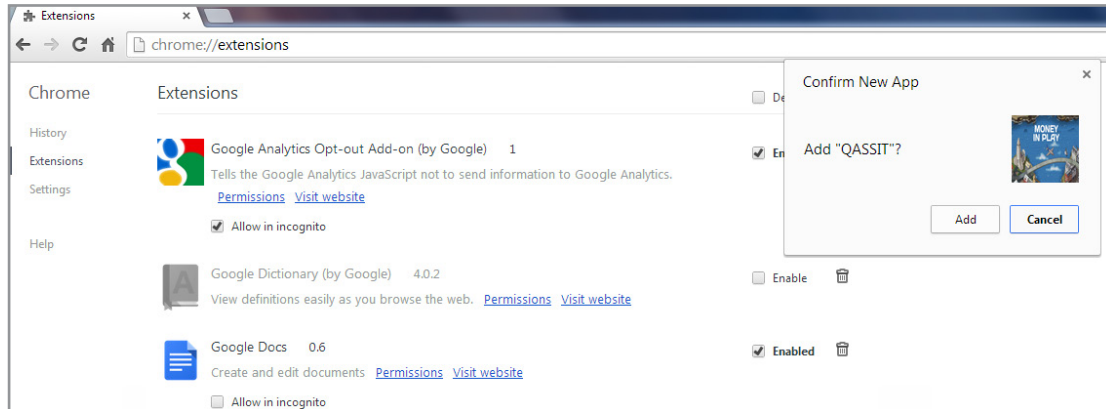 Extensions
chrome://extensions
Chrome
History
Extensions
Settings
Help
Extensions
De
Google Analytics Opt-out Add-on (by Google) 1
En
Tells the Google Analytics JavaScript not to send information to Google Analytics.
Permissions Visit website
Allow in incognito
Google Dictionary (by Google) 4.0.2
Enable
View definitions easily as you browse the web. Permissions Visit website
Google Docs 0.6
Enabled
Create and edit documents Permissions Visit website
Allow in incognito
Confirm New App
Add "QASSIT"?
MONEY
IN PLAY
Add Cancel